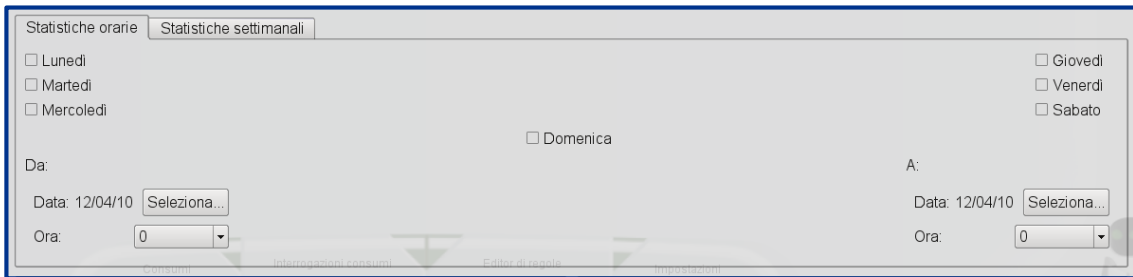 Statistiche orarie Statistiche settimanali
Lunedì Giovedì
Martedì Venerdì
Mercoledì Sabato
Domenica
Da: A:
Data: 12/04/10 Seleziona... Data: 12/04/10 Seleziona...
Ora: 0 Ora: 0
Consumi Interrogazioni consumi Editor di regole Impostazioni